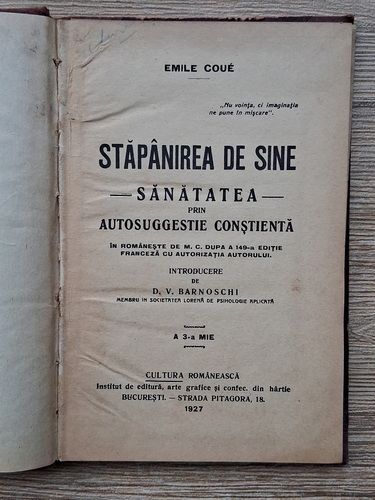 EMILE COUÉ
„Nu voința, ci imaginația
ne pune în mișcare”.
STĂPÂNIREA DE SINE
— SĂNĂTATEA —
PRIN
AUTOSUGGESTIE CONȘTIENTĂ
ÎN ROMÂNEȘTE DE M. C. DUPA A 149-a EDIȚIE
FRANCEZĂ CU AUTORIZAȚIA AUTORULUI.
INTRODUCERE
DE
D. V. BARNOSCHI
MEMBRU IN SOCIETATEA LORENĂ DE PSIHOLOGIE APLICATĂ
A 3-a MIE
CULTURA ROMÂNEASCĂ
Institut de editură, arte grafice și confec. din hârtie
BUCUREȘTI. — STRADA PITAGORA, 18.
1927